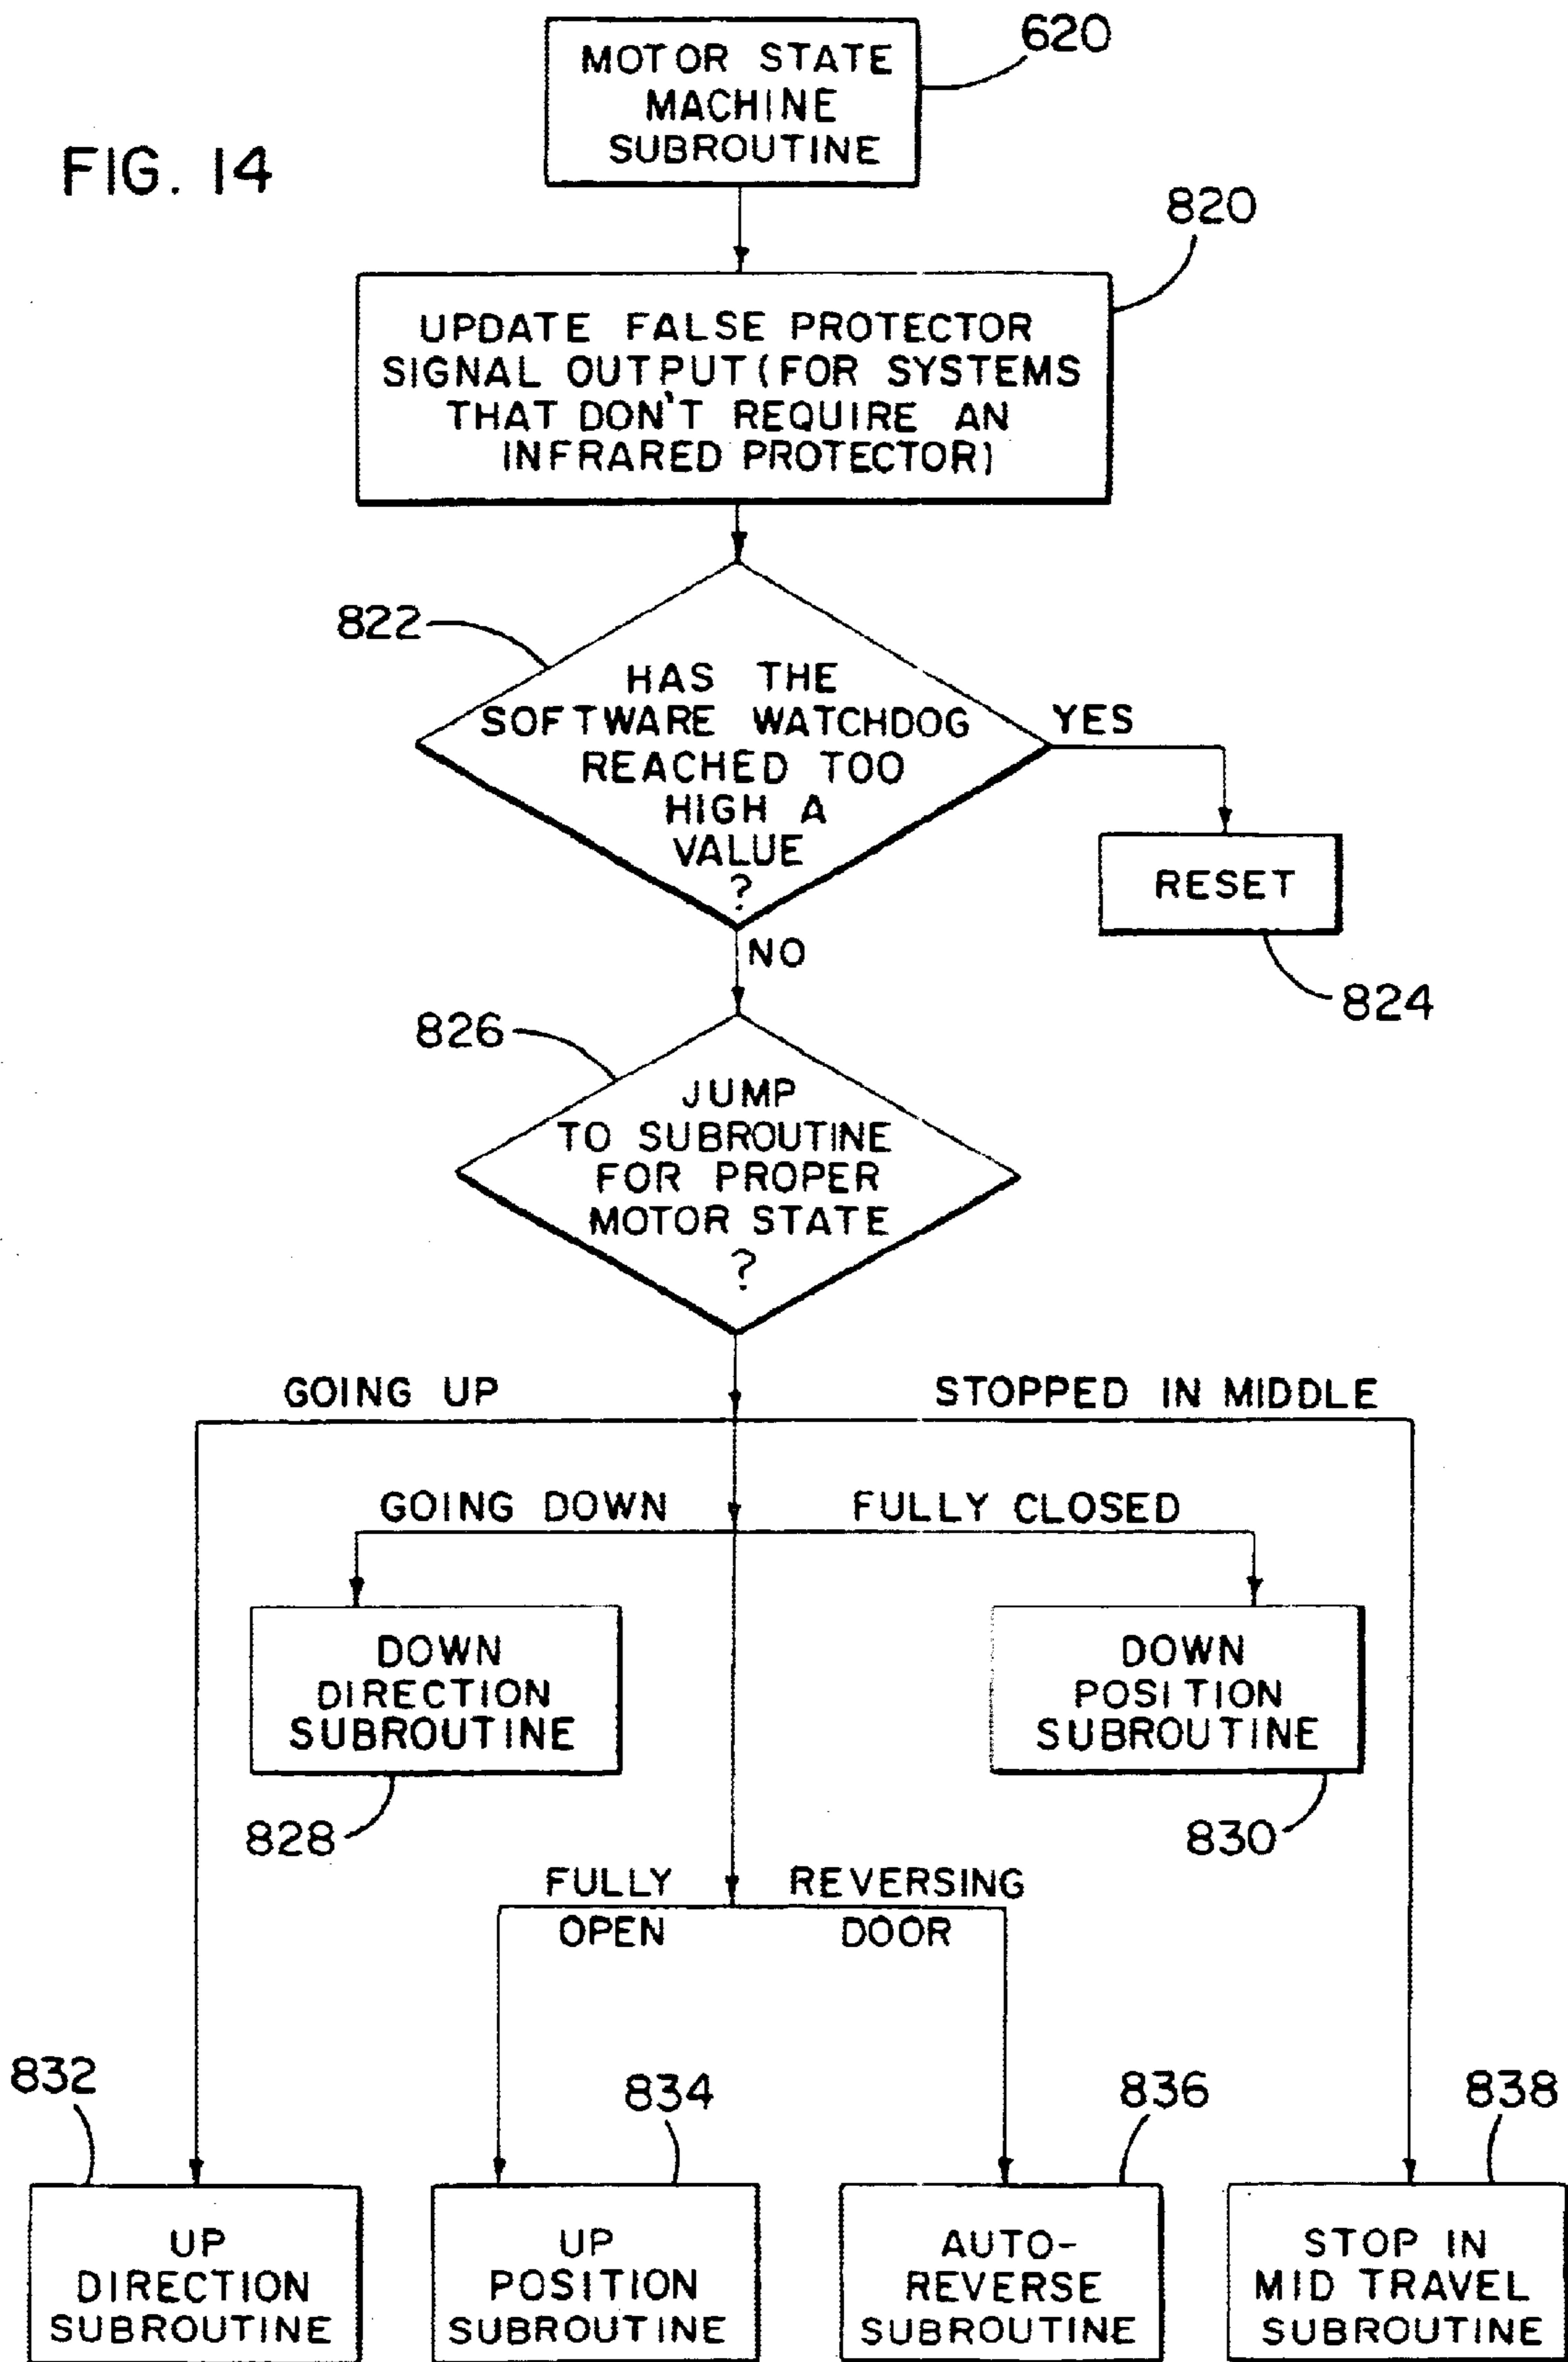 FIG. 14
MOTOR STATE
MACHINE
SUBROUTINE
620
820
UPDATE FALSE PROTECTOR
SIGNAL OUTPUT (FOR SYSTEMS
THAT DON'T REQUIRE AN
INFRARED PROTECTOR)
822
HAS THE
SOFTWARE WATCHDOG
REACHED TOO
HIGH A
VALUE
?
YES
RESET
824
NO
826
JUMP
TO SUBROUTINE
FOR PROPER
MOTOR STATE
?
GOING UP
STOPPED IN MIDDLE
GOING DOWN
FULLY CLOSED
DOWN
DIRECTION
SUBROUTINE
828
DOWN
POSITION
SUBROUTINE
830
FULLY
OPEN
REVERSING
DOOR
832
UP
DIRECTION
SUBROUTINE
834
UP
POSITION
SUBROUTINE
836
AUTO-
REVERSE
SUBROUTINE
838
STOP IN
MID TRAVEL
SUBROUTINE